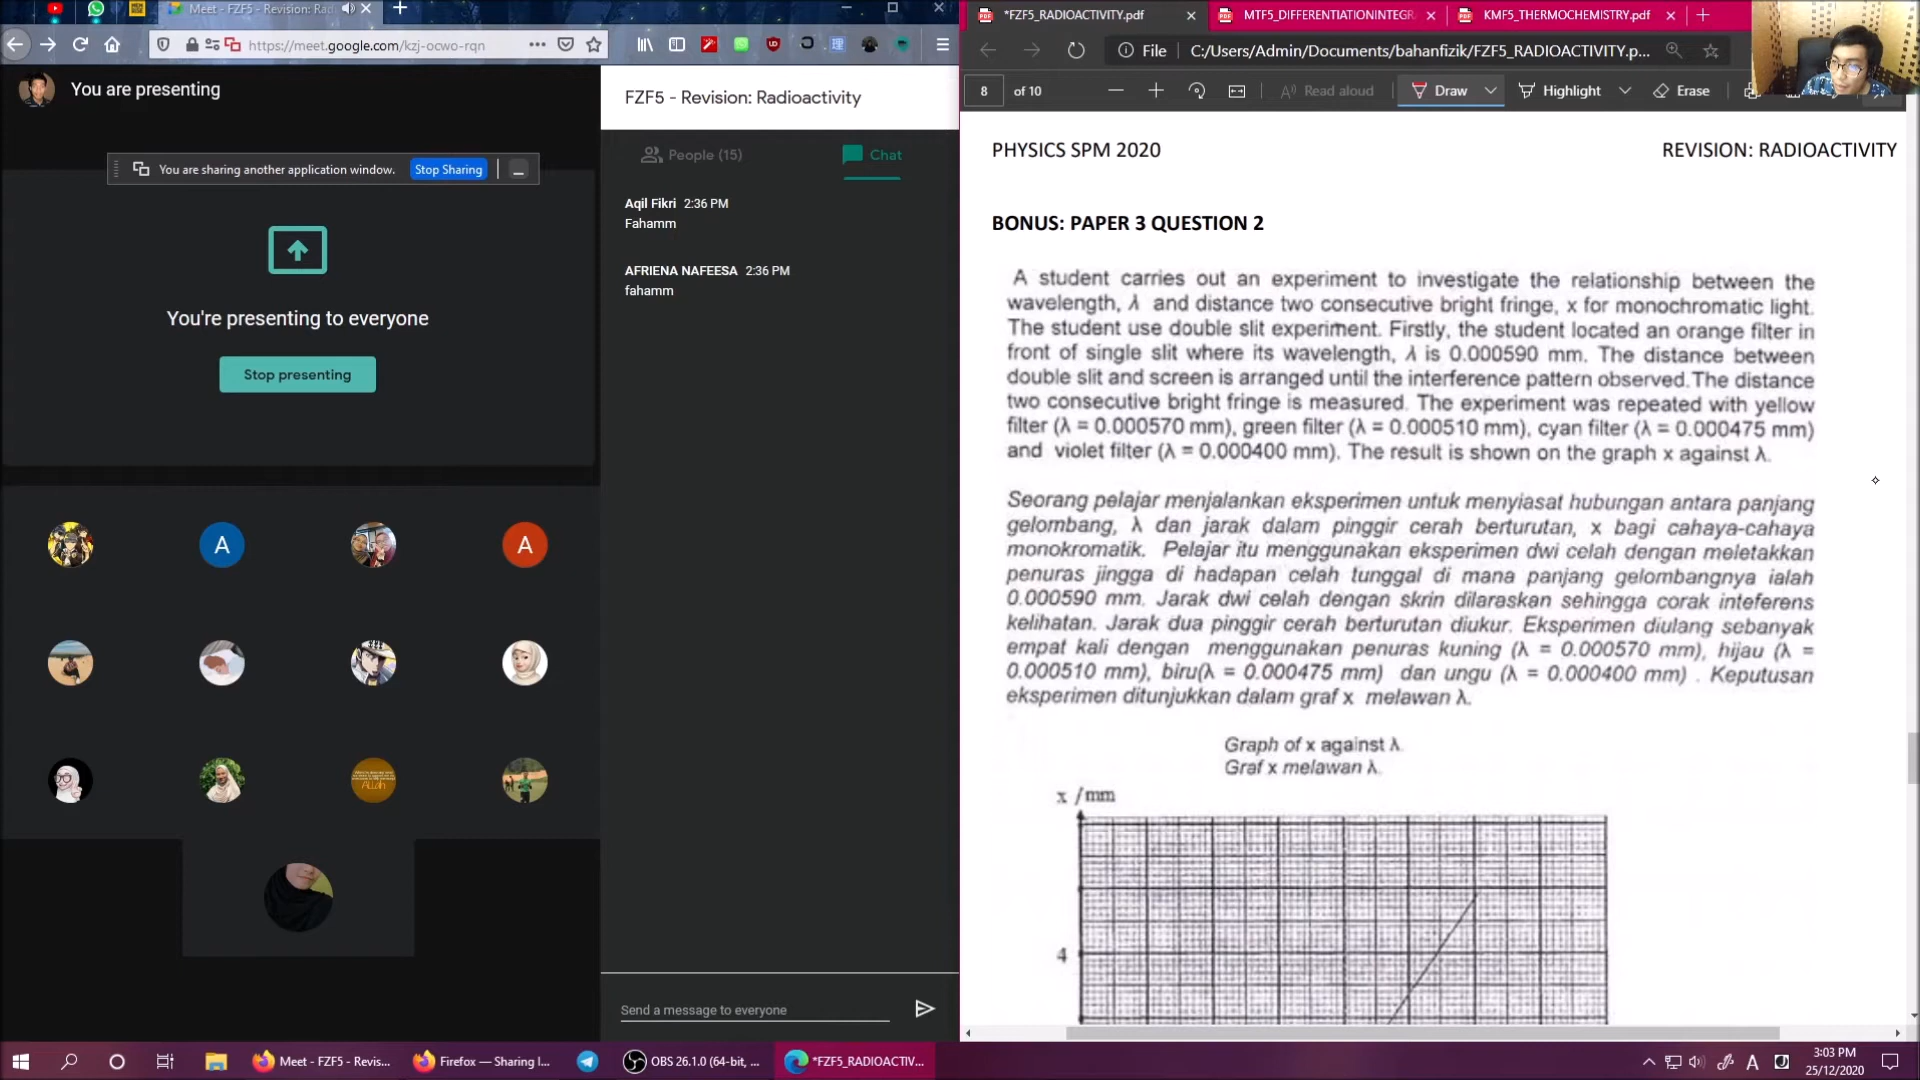 Meet - FZF5 - Revision: Rad
https://meet.google.com/kzj-ocwo-rqn
You are presenting
You are sharing another application window.
Stop Sharing
You're presenting to everyone
Stop presenting
A
A
FZF5 - Revision: Radioactivity
People (15)
Chat
Aqil Fikri 2:36 PM
Fahamm
AFRIENA NAFEESA 2:36 PM
fahamm
Send a message to everyone
*FZF5_RADIOACTIVITY.pdf
MTF5_DIFFERENTIATIONINTEGR
KMF5_THERMOCHEMISTRY.pdf
File
C:/Users/Admin/Documents/bahanfizik/FZF5_RADIOACTIVITY.p...
8 of 10
Read aloud
Draw
Highlight
Erase
PHYSICS SPM 2020
REVISION: RADIOACTIVITY
BONUS: PAPER 3 QUESTION 2
A student carries out an experiment to investigate the relationship between the
wavelength, λ and distance two consecutive bright fringe, x for monochromatic light.
The student use double slit experiment. Firstly, the student located an orange filter in
front of single slit where its wavelength, λ is 0.000590 mm. The distance between
double slit and screen is arranged until the interference pattern observed.The distance
two consecutive bright fringe is measured. The experiment was repeated with yellow
filter (λ = 0.000570 mm), green filter (λ = 0.000510 mm), cyan filter (λ = 0.000475 mm)
and violet filter (λ = 0.000400 mm). The result is shown on the graph x against λ.
Seorang pelajar menjalankan eksperimen untuk menyiasat hubungan antara panjang
gelombang, λ dan jarak dalam pinggir cerah berturutan, x bagi cahaya-cahaya
monokromatik. Pelajar itu menggunakan eksperimen dwi celah dengan meletakkan
penuras jingga di hadapan celah tunggal di mana panjang gelombangnya ialah
0.000590 mm. Jarak dwi celah dengan skrin dilaraskan sehingga corak inteferens
kelihatan. Jarak dua pinggir cerah berturutan diukur. Eksperimen diulang sebanyak
empat kali dengan menggunakan penuras kuning (λ = 0.000570 mm), hijau (λ =
0.000510 mm), biru(λ = 0.000475 mm) dan ungu (λ = 0.000400 mm) . Keputusan
eksperimen ditunjukkan dalam graf x melawan λ.
Graph of x against λ.
Graf x melawan λ.
x /mm
4
Meet - FZF5 - Revis...
Firefox — Sharing I...
OBS 26.1.0 (64-bit, ...
*FZF5_RADIOACTIV...
A
3:03 PM
25/12/2020